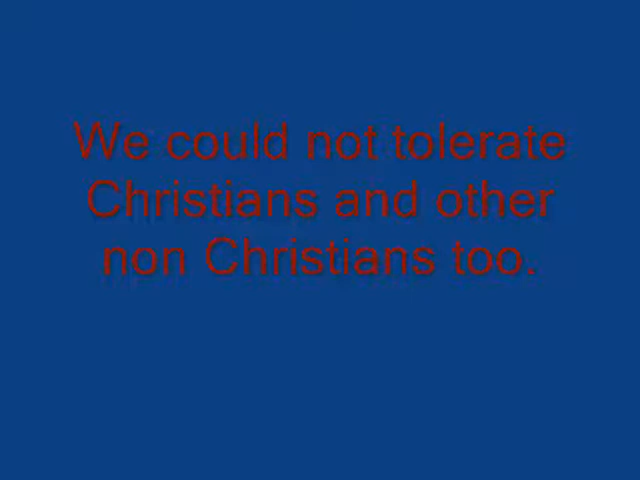 We could not tolerate
Christians and other
non Christians too.